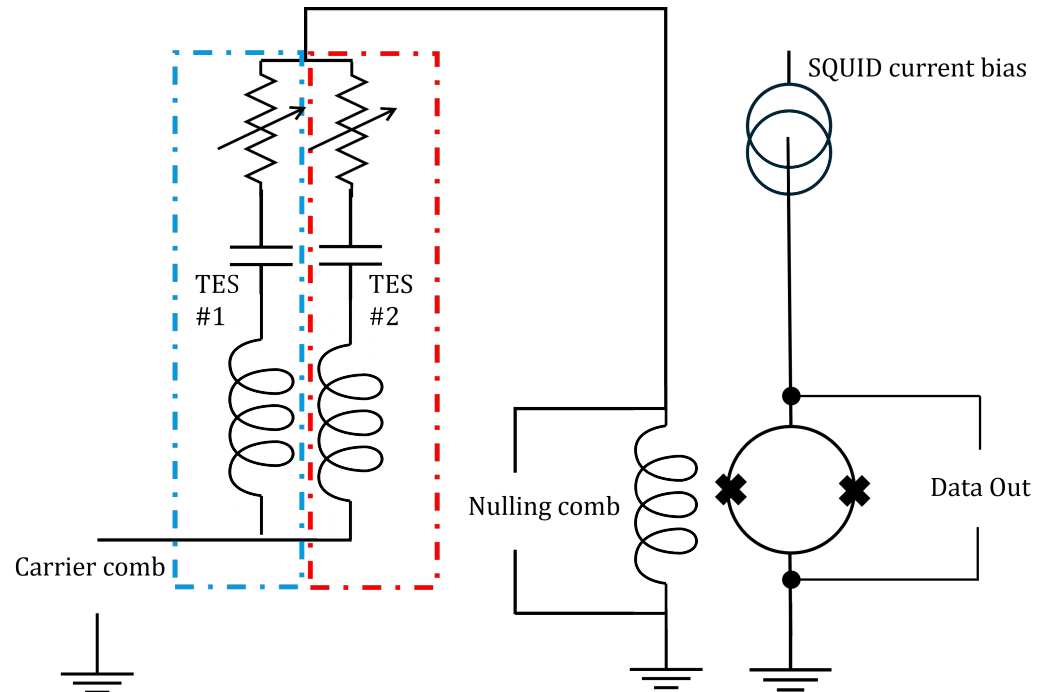 SQUID current bias
TES
#1
TES
#2
Nulling comb
Data Out
Carrier comb